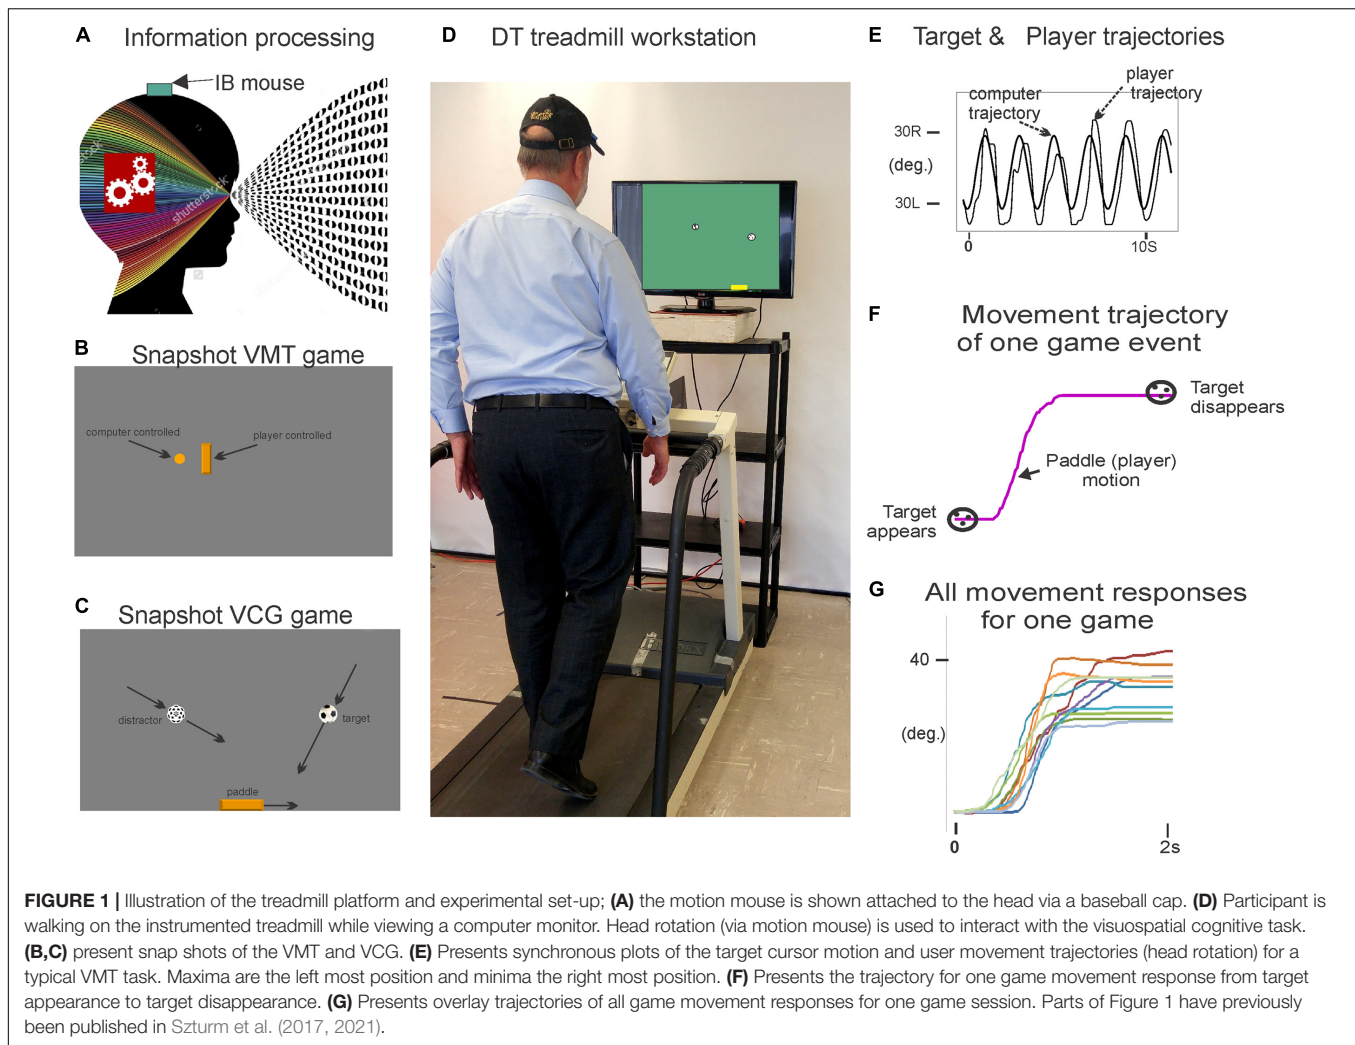 A Information processing
IB mouse
shutterstock
B Snapshot VMT game
computer controlled
player controlled
C Snapshot VCG game
distractor
target
paddle
D DT treadmill workstation
E Target & Player trajectories
player
trajectory
computer
trajectory
30R
(deg.)
30L
0
10S
F Movement trajectory
of one game event
Target
disappears
Paddle (player)
motion
Target
appears
G All movement responses
for one game
40
(deg.)
0
2s
FIGURE 1 | Illustration of the treadmill platform and experimental set-up; (A) the motion mouse is shown attached to the head via a baseball cap. (D) Participant is
walking on the instrumented treadmill while viewing a computer monitor. Head rotation (via motion mouse) is used to interact with the visuospatial cognitive task.
(B,C) present snap shots of the VMT and VCG. (E) Presents synchronous plots of the target cursor motion and user movement trajectories (head rotation) for a
typical VMT task. Maxima are the left most position and minima the right most position. (F) Presents the trajectory for one game movement response from target
appearance to target disappearance. (G) Presents overlay trajectories of all game movement responses for one game session. Parts of Figure 1 have previously
been published in Szturm et al. (2017, 2021).